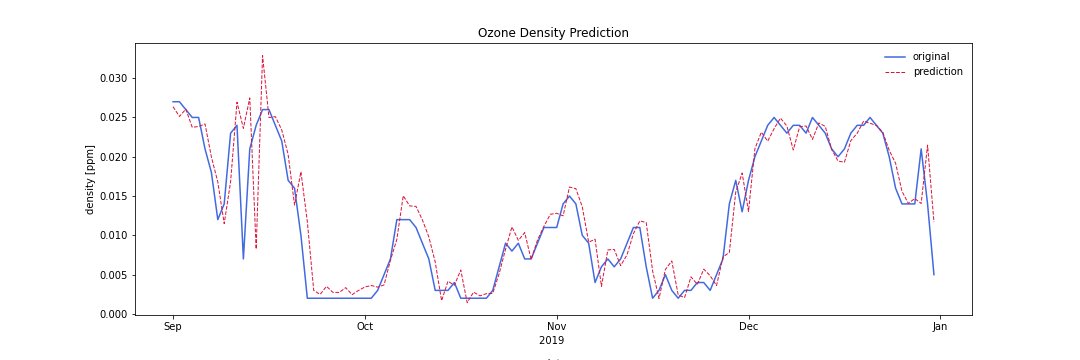 Ozone Density Prediction
original
prediction
density [ppm]
0.030
0.025
0.020
0.015
0.010
0.005
0.000
Sep Oct Nov Dec Jan
2019